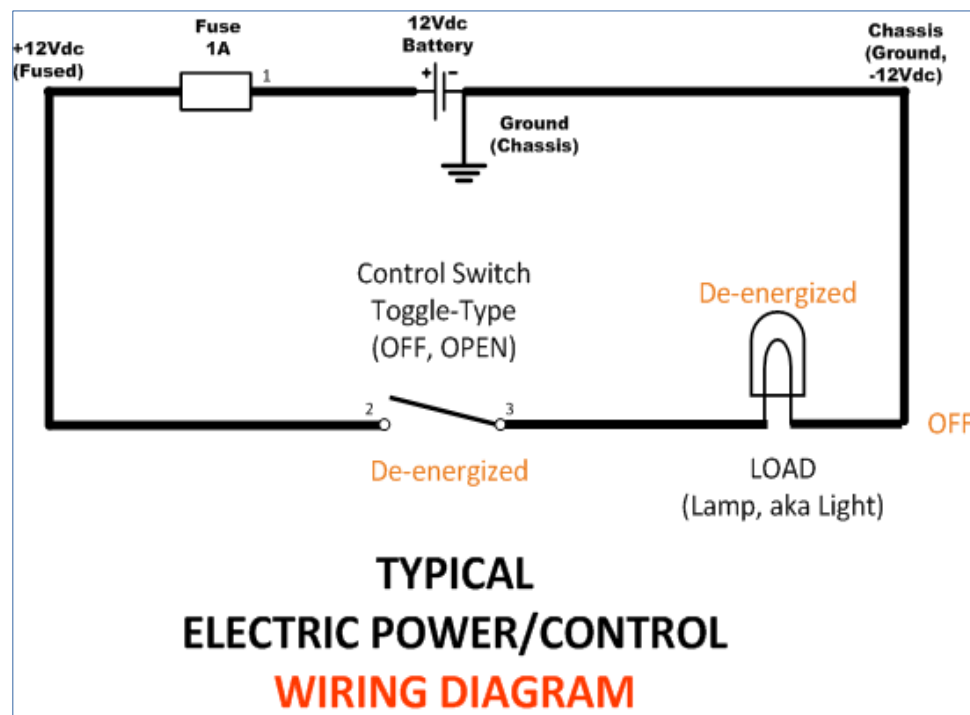 Fuse
1A
12Vdc
Battery
Chassis
(Ground,
-12Vdc)
+12Vdc
(Fused)
1
+ -
Ground
(Chassis)
Control Switch
Toggle-Type
(OFF, OPEN)
De-energized
2
3
OFF
De-energized
LOAD
(Lamp, aka Light)
TYPICAL
ELECTRIC POWER/CONTROL
WIRING DIAGRAM